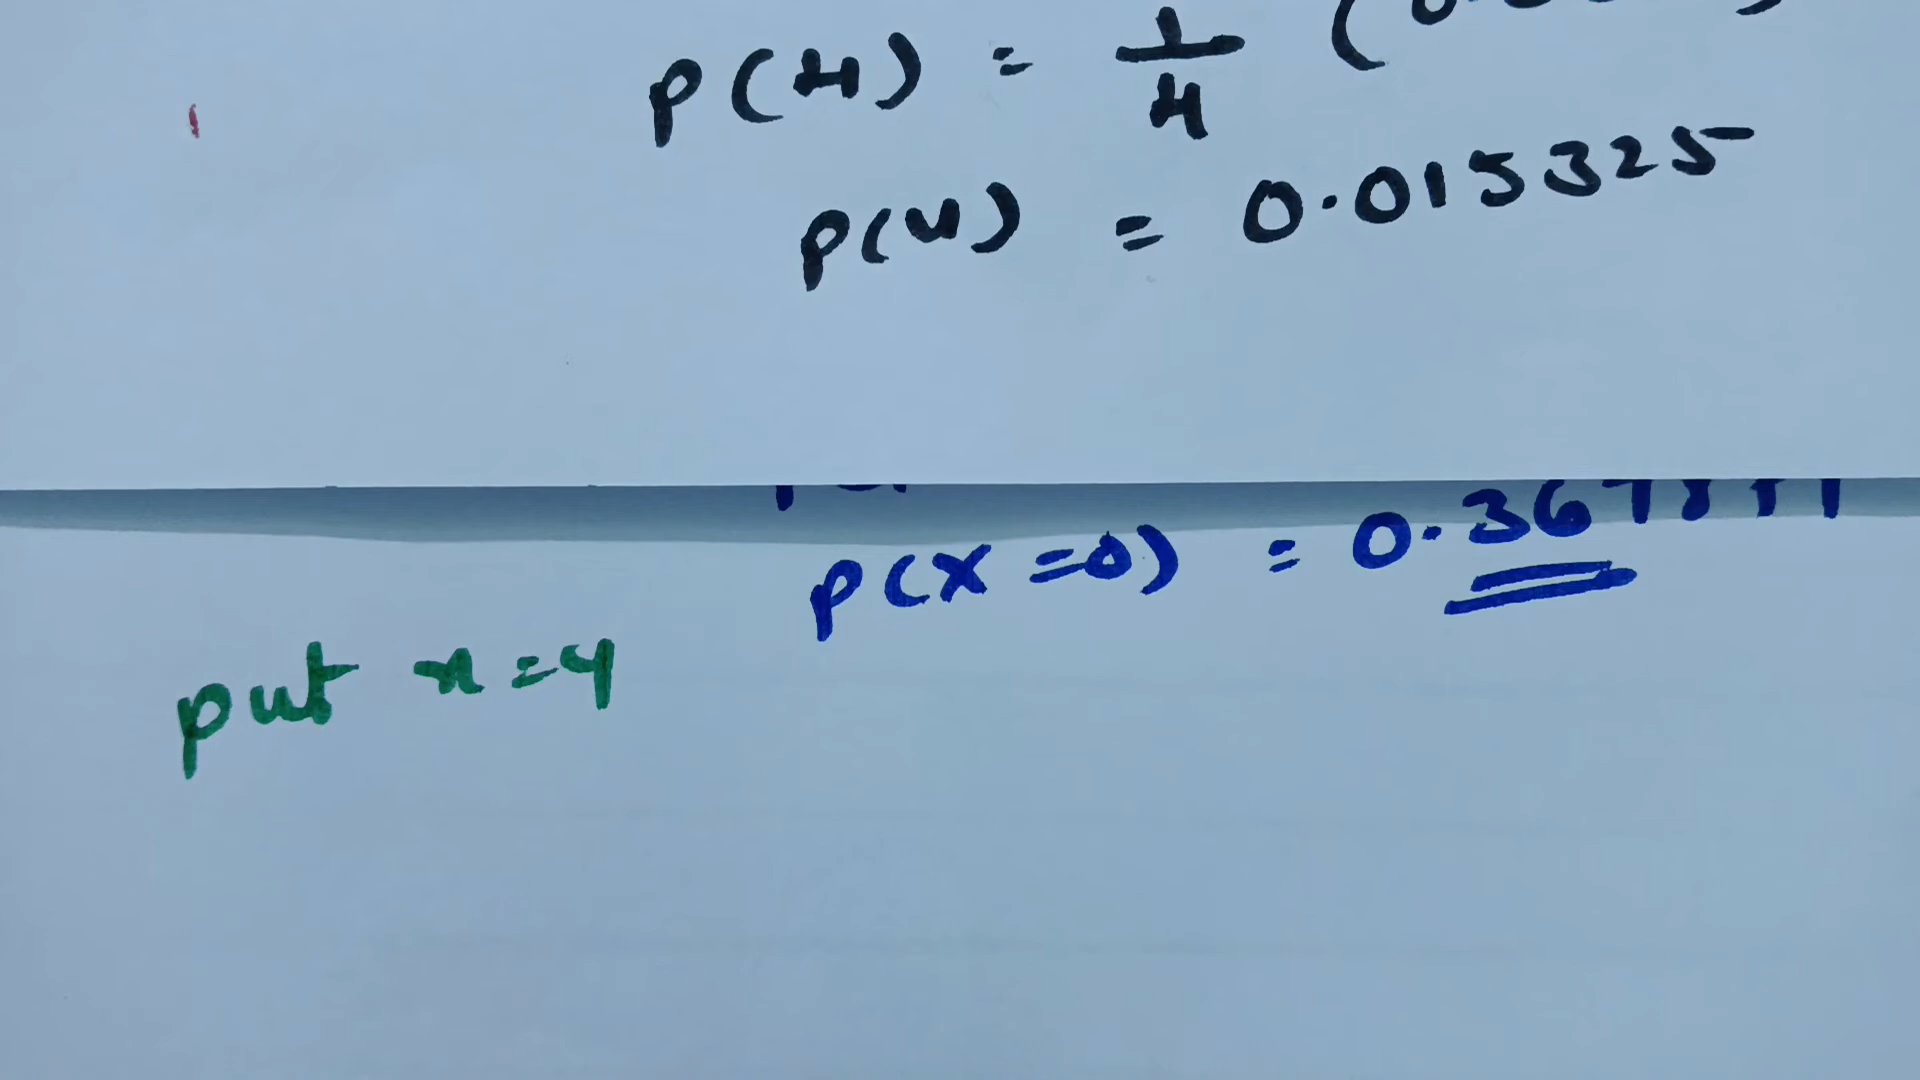 P(4) = 1/4 (
P(4) = 0.015325
P(X=0) = 0.367
put x=4